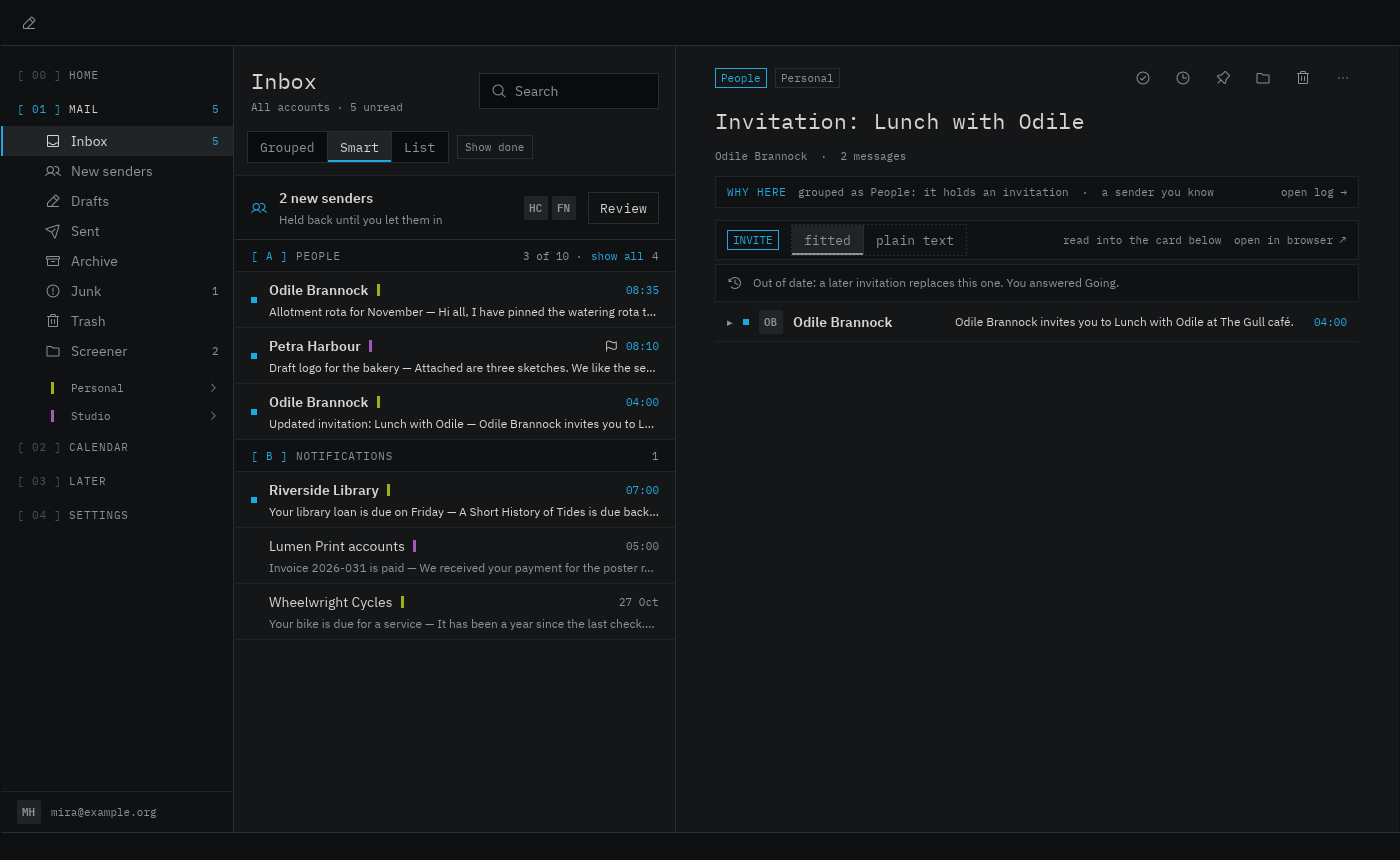 [ 00 ] HOME
[ 01 ] MAIL 5
Inbox 5
New senders
Drafts
Sent
Archive
Junk 1
Trash
Screener 2
Personal
Studio
[ 02 ] CALENDAR
[ 03 ] LATER
[ 04 ] SETTINGS
MH mira@example.org
Inbox
All accounts · 5 unread
Search
Grouped Smart List Show done
2 new senders
Held back until you let them in
HC FN Review
[ A ] PEOPLE 3 of 10 · show all 4
Odile Brannock 08:35
Allotment rota for November — Hi all, I have pinned the watering rota t…
Petra Harbour 08:10
Draft logo for the bakery — Attached are three sketches. We like the se…
Odile Brannock 04:00
Updated invitation: Lunch with Odile — Odile Brannock invites you to L…
[ B ] NOTIFICATIONS 1
Riverside Library 07:00
Your library loan is due on Friday — A Short History of Tides is due back…
Lumen Print accounts 05:00
Invoice 2026-031 is paid — We received your payment for the poster r…
Wheelwright Cycles 27 Oct
Your bike is due for a service — It has been a year since the last check.…
People Personal
Invitation: Lunch with Odile
Odile Brannock · 2 messages
WHY HERE grouped as People: it holds an invitation · a sender you know open log →
INVITE fitted plain text read into the card below open in browser ↗
Out of date: a later invitation replaces this one. You answered Going.
▸ OB Odile Brannock Odile Brannock invites you to Lunch with Odile at The Gull café. 04:00